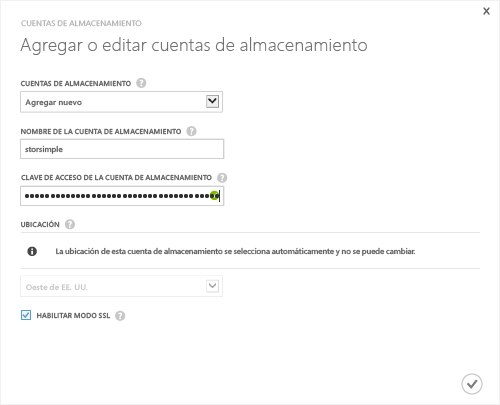 x
CUENTAS DE ALMACENAMIENTO
Agregar o editar cuentas de almacenamiento
CUENTAS DE ALMACENAMIENTO ?
Agregar nuevo
NOMBRE DE LA CUENTA DE ALMACENAMIENTO ?
storsimple
CLAVE DE ACCESO DE LA CUENTA DE ALMACENAMIENTO ?
UBICACIÓN ?
La ubicación de esta cuenta de almacenamiento se selecciona automáticamente y no se puede cambiar.
Oeste de EE. UU.
HABILITAR MODO SSL ?